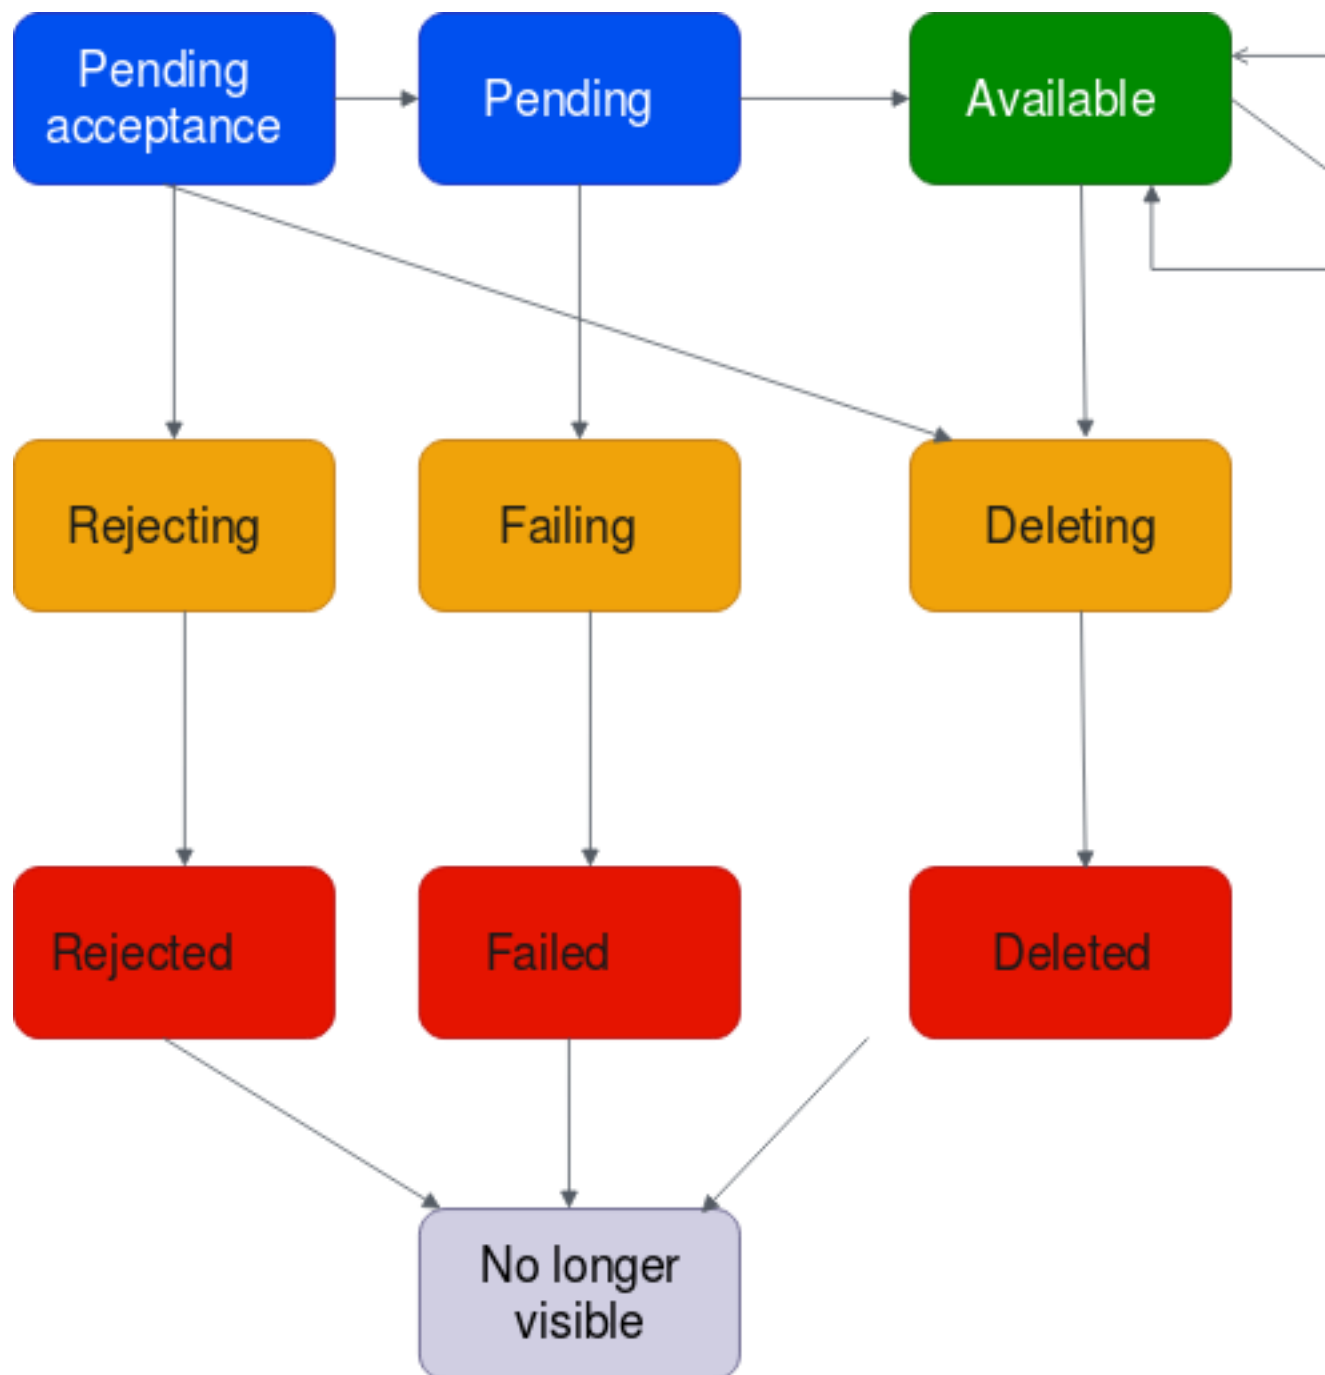 Pending
acceptance
Pending
Available
Rejecting
Failing
Deleting
Rejected
Failed
Deleted
No longer
visible